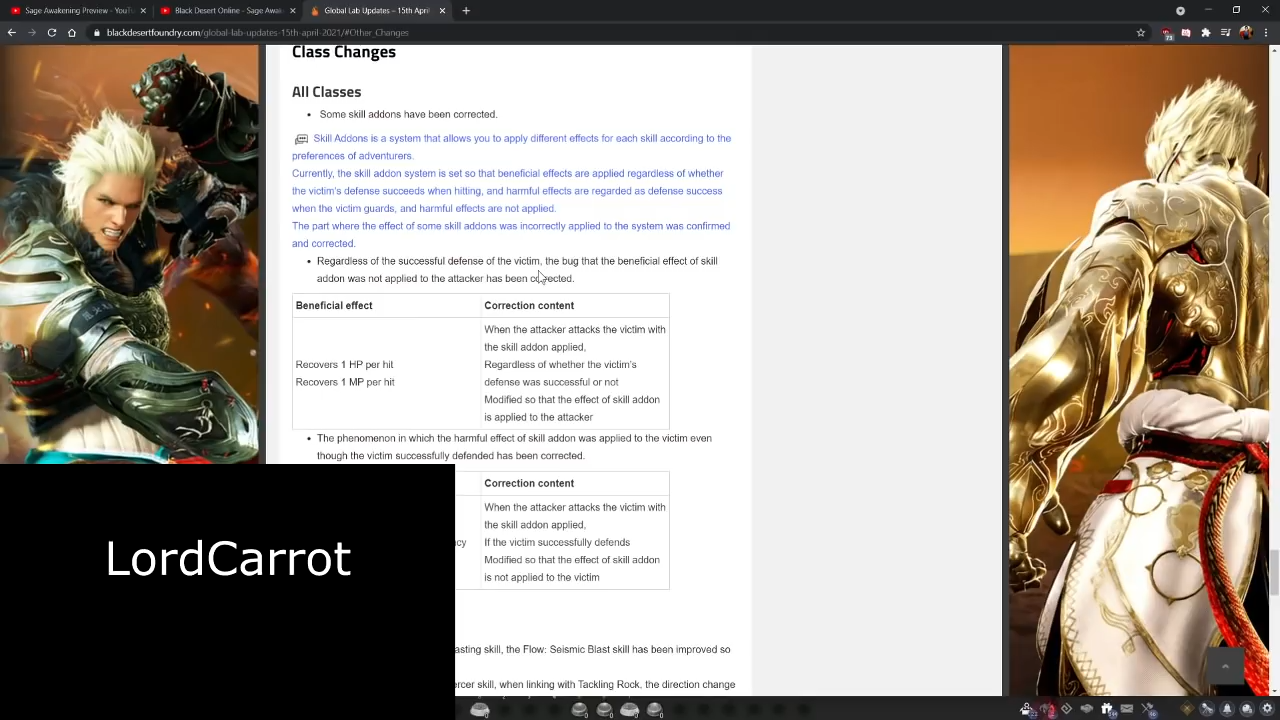 Sage Awakening Preview - YouTu
Black Desert Online - Sage Awak
Global Lab Updates - 15th April
blackdesertfoundry.com/global-lab-updates-15th-april-2021/#Other_Changes
Class Changes
All Classes
Some skill addons have been corrected.
Skill Addons is a system that allows you to apply different effects for each skill according to the
preferences of adventurers.
Currently, the skill addon system is set so that beneficial effects are applied regardless of whether
the victim's defense succeeds when hitting, and harmful effects are regarded as defense success
when the victim guards, and harmful effects are not applied.
The part where the effect of some skill addons was incorrectly applied to the system was confirmed
and corrected.
Regardless of the successful defense of the victim, the bug that the beneficial effect of skill
addon was not applied to the attacker has been corrected.
Beneficial effect
Correction content
Recovers 1 HP per hit
Recovers 1 MP per hit
When the attacker attacks the victim with
the skill addon applied,
Regardless of whether the victim's
defense was successful or not
Modified so that the effect of skill addon
is applied to the attacker
The phenomenon in which the harmful effect of skill addon was applied to the victim even
though the victim successfully defended has been corrected.
Correction content
cy
When the attacker attacks the victim with
the skill addon applied,
If the victim successfully defends
Modified so that the effect of skill addon
is not applied to the victim
LordCarrot
asting skill, the Flow: Seismic Blast skill has been improved so
ercer skill, when linking with Tackling Rock, the direction change